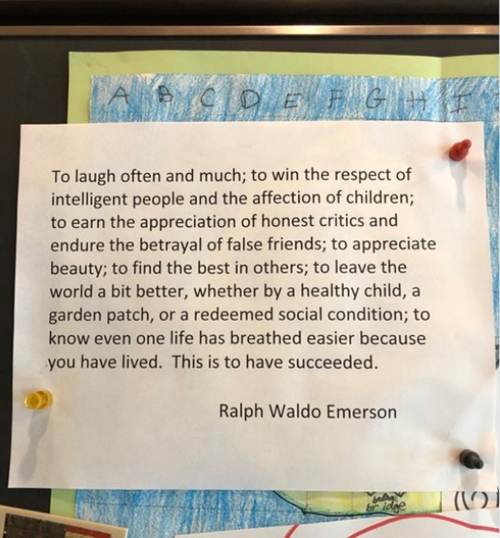 A B C D E F G H I
To laugh often and much; to win the respect of
intelligent people and the affection of children;
to earn the appreciation of honest critics and
endure the betrayal of false friends; to appreciate
beauty; to find the best in others; to leave the
world a bit better, whether by a healthy child, a
garden patch, or a redeemed social condition; to
know even one life has breathed easier because
you have lived.  This is to have succeeded.
Ralph Waldo Emerson
bridge